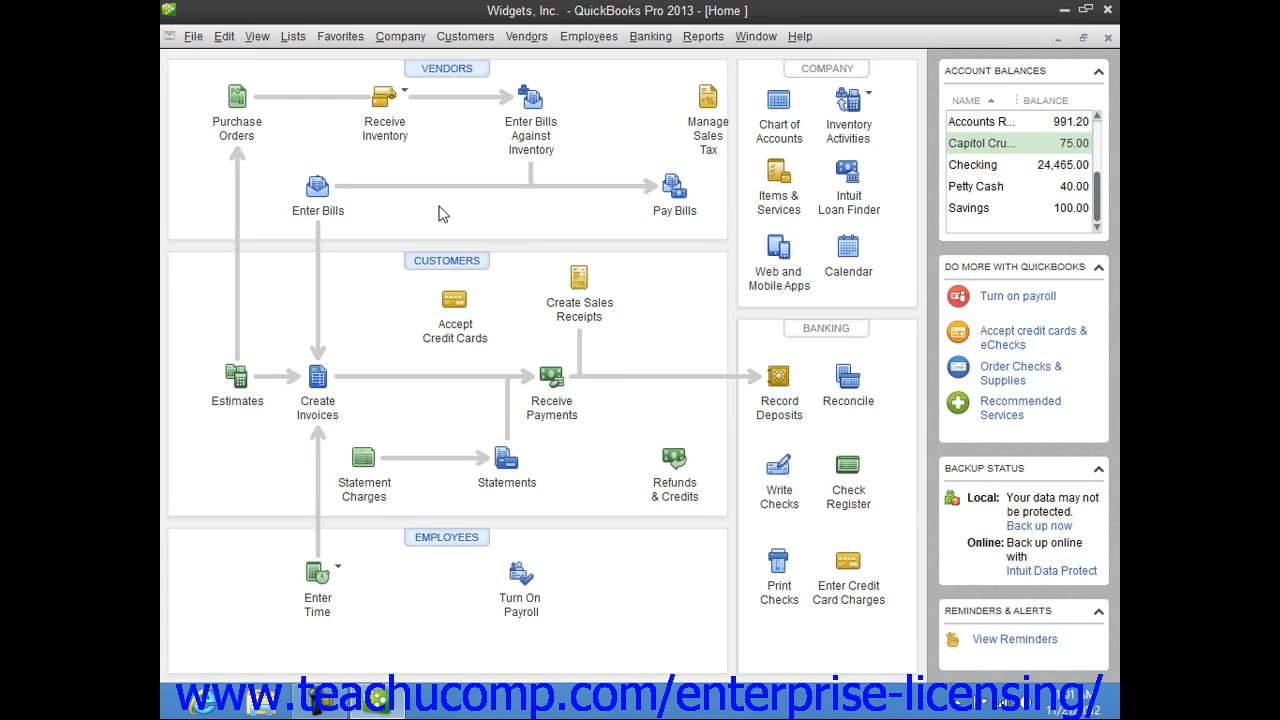 Widgets, Inc. - QuickBooks Pro 2013 - [Home ]
File Edit View Lists Favorites Company Customers Vendors Employees Banking Reports Window Help
VENDORS
Purchase
Orders
Receive
Inventory
Enter Bills
Against
Inventory
Manage
Sales
Tax
Enter Bills
Pay Bills
CUSTOMERS
Accept
Credit Cards
Create Sales
Receipts
Estimates
Create
Invoices
Receive
Payments
Statement
Charges
Statements
Refunds
& Credits
EMPLOYEES
Enter
Time
Turn On
Payroll
COMPANY
Chart of
Accounts
Inventory
Activities
Items &
Services
Intuit
Loan Finder
Web and
Mobile Apps
Calendar
BANKING
Record
Deposits
Reconcile
Write
Checks
Check
Register
Print
Checks
Enter Credit
Card Charges
ACCOUNT BALANCES
NAME BALANCE
Accounts R... 991.20
Capitol Cru... 75.00
Checking 24,465.00
Petty Cash 40.00
Savings 100.00
DO MORE WITH QUICKBOOKS
Turn on payroll
Accept credit cards &
eChecks
Order Checks &
Supplies
Recommended
Services
BACKUP STATUS
Local: Your data may not
be protected.
Back up now
Online: Back up online
with
Intuit Data Protect
REMINDERS & ALERTS
View Reminders
www.teachucomp.com/enterprise-licensing/